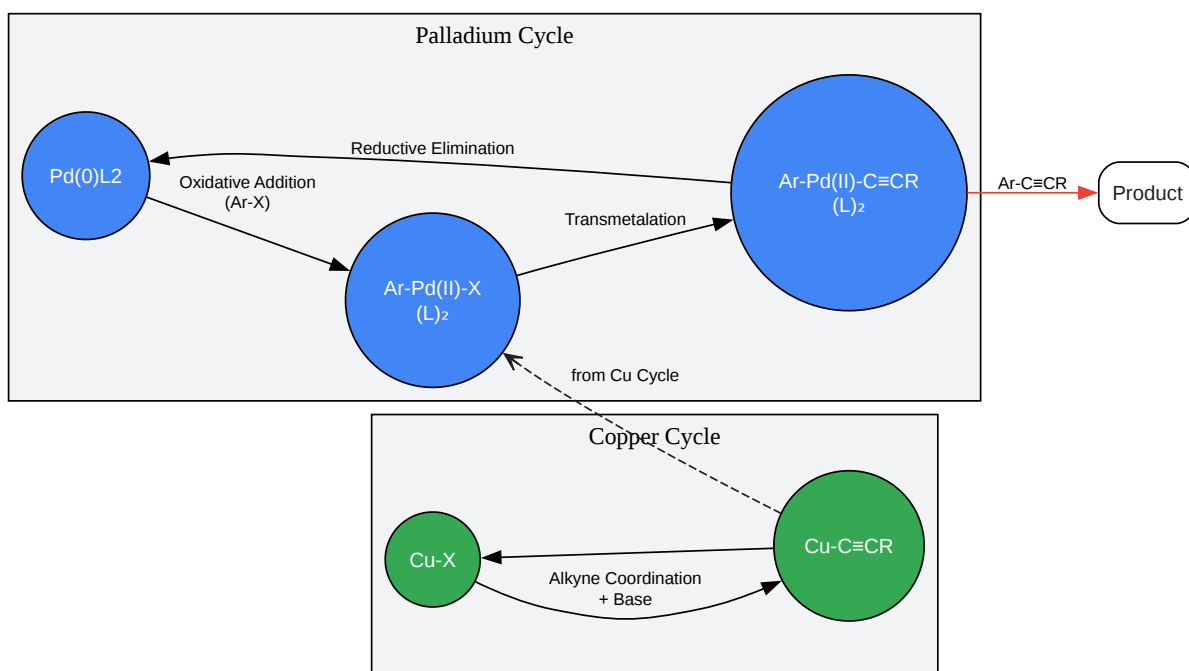 Palladium Cycle
Reductive Elimination
Pd(0)L2
Oxidative Addition
(Ar-X)
Ar-Pd(II)-C≡CR
(L)₂
Ar-C≡CR
Product
Transmetalation
Ar-Pd(II)-X
(L)₂
from Cu Cycle
Copper Cycle
Cu-X
Cu-C≡CR
Alkyne Coordination
+ Base